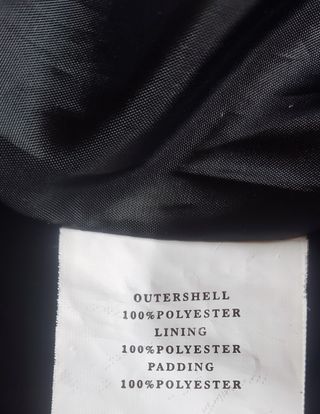 OUTERSHELL
100%POLYESTER
LINING
100%POLYESTER
PADDING
100%POLYESTER